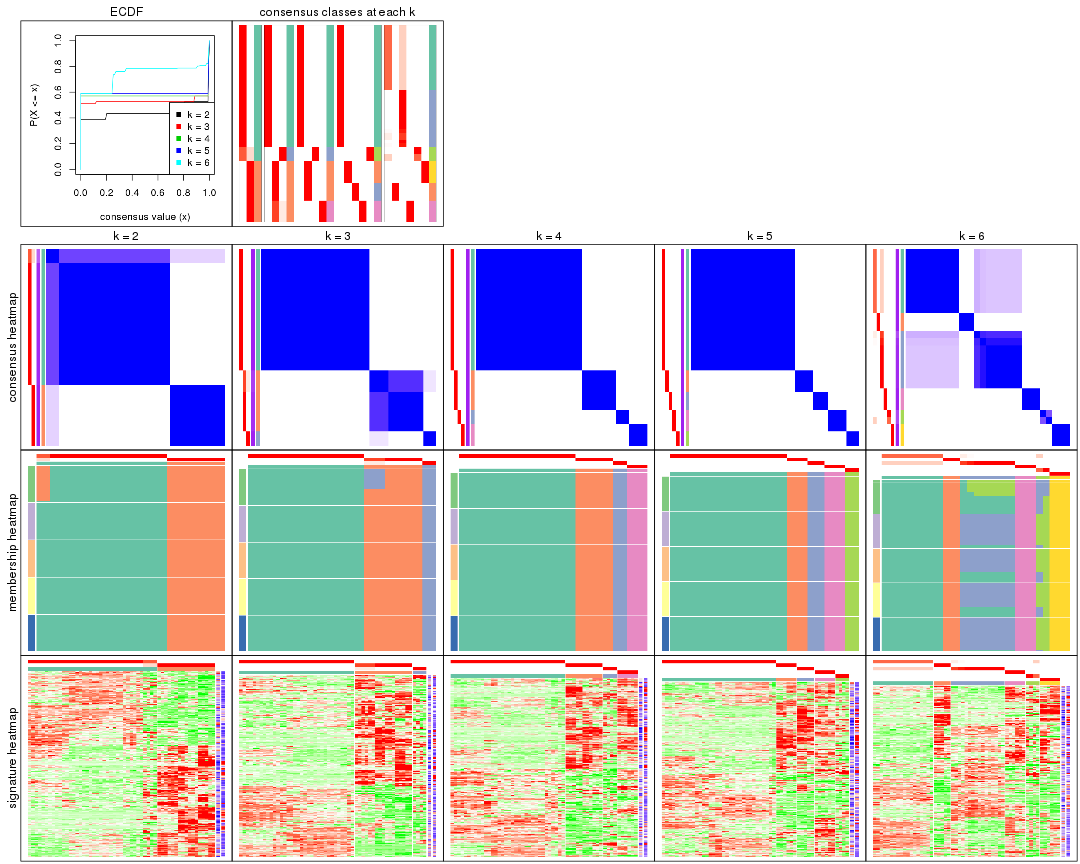 ECDF
consensus classes at each k
P(X <= x)
1.0
0.8
0.6
0.4
0.2
0.0
k = 2
k = 3
k = 4
k = 5
k = 6
0.0 0.2 0.4 0.6 0.8 1.0
consensus value (x)
k = 2
k = 3
k = 4
k = 5
k = 6
consensus heatmap
membership heatmap
signature heatmap